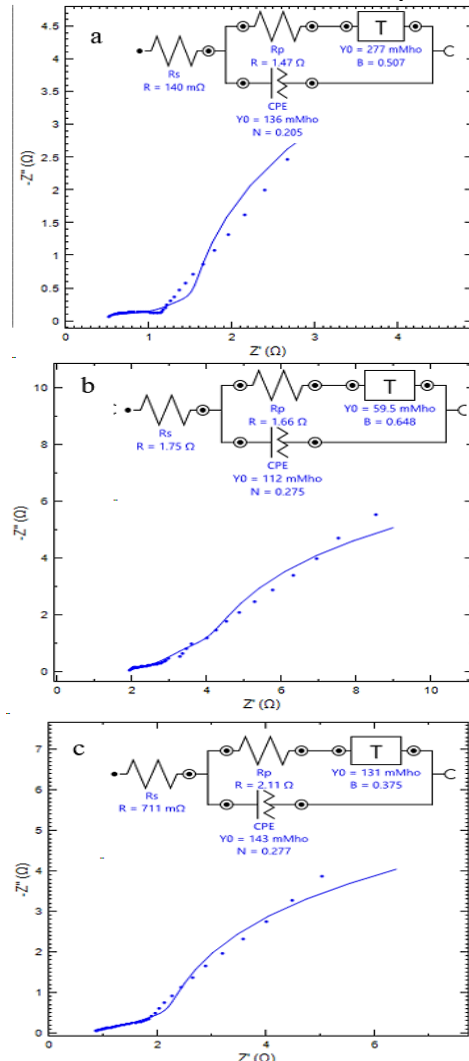 a
Rs
R = 140 mΩ
Rp
R = 1.47 Ω
T
Y0 = 277 mMho
B = 0.507
CPE
Y0 = 136 mMho
N = 0.205
-Z'' (Ω)
4.5
4
3.5
3
2.5
2
1.5
1
0.5
0
0
1
2
3
4
Z' (Ω)
b
Rs
R = 1.75 Ω
Rp
R = 1.66 Ω
T
Y0 = 59.5 mMho
B = 0.648
CPE
Y0 = 112 mMho
N = 0.275
-Z'' (Ω)
10
8
6
4
2
0
0
2
4
6
8
10
Z' (Ω)
c
Rs
R = 711 mΩ
Rp
R = 2.11 Ω
T
Y0 = 131 mMho
B = 0.375
CPE
Y0 = 143 mMho
N = 0.277
-Z'' (Ω)
7
6
5
4
3
2
1
0
0
2
4
6
Z' (Ω)